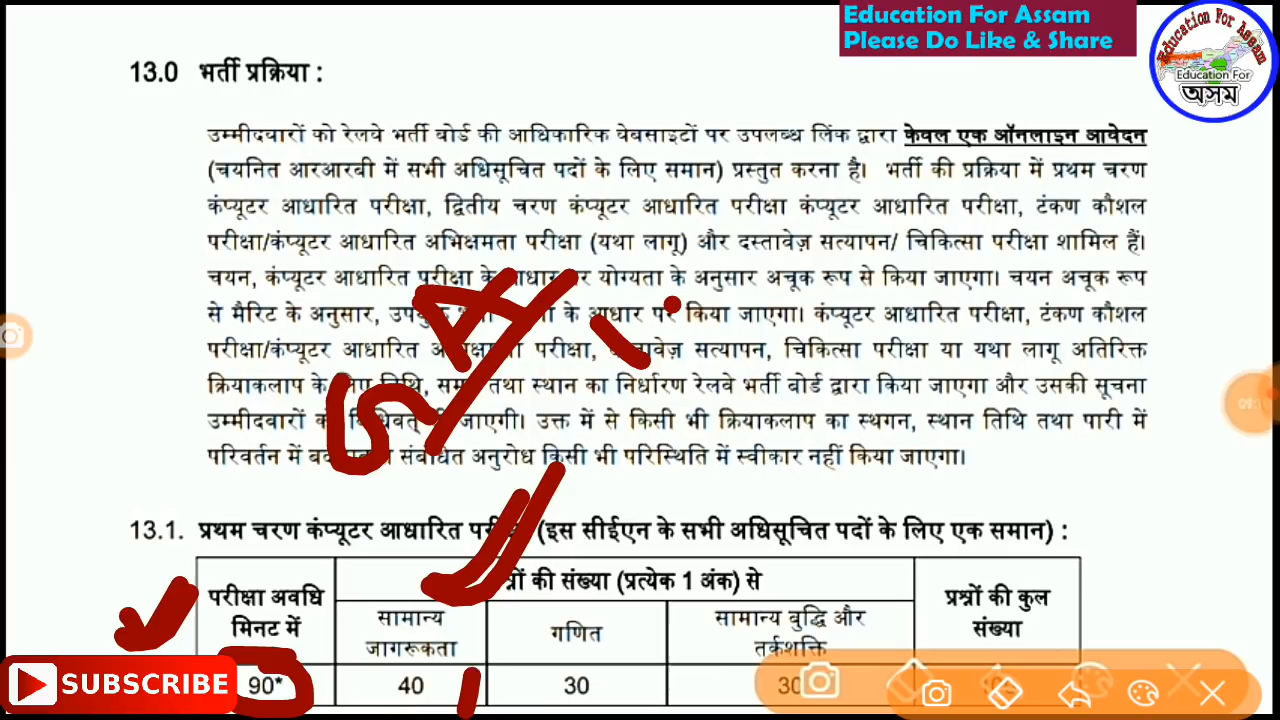 Education For Assam
Please Do Like & Share
Education For Assam
Education For
অসম
13.0 भर्ती प्रक्रिया :
उम्मीदवारों को रेलवे भर्ती बोर्ड की आधिकारिक वेबसाइटों पर उपलब्ध लिंक द्वारा केवल एक ऑनलाइन आवेदन
(चयनित आरआरबी में सभी अधिसूचित पदों के लिए समान) प्रस्तुत करना है। भर्ती की प्रक्रिया में प्रथम चरण
कंप्यूटर आधारित परीक्षा, द्वितीय चरण कंप्यूटर आधारित परीक्षा कंप्यूटर आधारित परीक्षा, टंकण कौशल
परीक्षा/कंप्यूटर आधारित अभिक्षमता परीक्षा (यथा लागू) और दस्तावेज़ सत्यापन/ चिकित्सा परीक्षा शामिल हैं।
चयन, कंप्यूटर आधारित परीक्षा के योग्यता के अनुसार अचूक रूप से किया जाएगा। चयन अचूक रूप
से मैरिट के अनुसार, के आधार पर किया जाएगा। कंप्यूटर आधारित परीक्षा, टंकण कौशल
परीक्षा/कंप्यूटर आधारित परीक्षा, सत्यापन, चिकित्सा परीक्षा या यथा लागू अतिरिक्त
क्रियाकलाप के तथा स्थान का निर्धारण रेलवे भर्ती बोर्ड द्वारा किया जाएगा और उसकी सूचना
उम्मीदवारों जाएगी। उक्त में से किसी भी क्रियाकलाप का स्थगन, स्थान तिथि तथा पारी में
परिवर्तन में संबंधित अनुरोध किसी भी परिस्थिति में स्वीकार नहीं किया जाएगा।
13.1. प्रथम चरण कंप्यूटर आधारित (इस सीईएन के सभी अधिसूचित पदों के लिए एक समान) :
परीक्षा अवधि
मिनट में
की संख्या (प्रत्येक 1 अंक) से
प्रश्नों की कुल
संख्या
सामान्य
जागरूकता
गणित
सामान्य बुद्धि और
तर्कशक्ति
90* 40 30 30
SUBSCRIBE